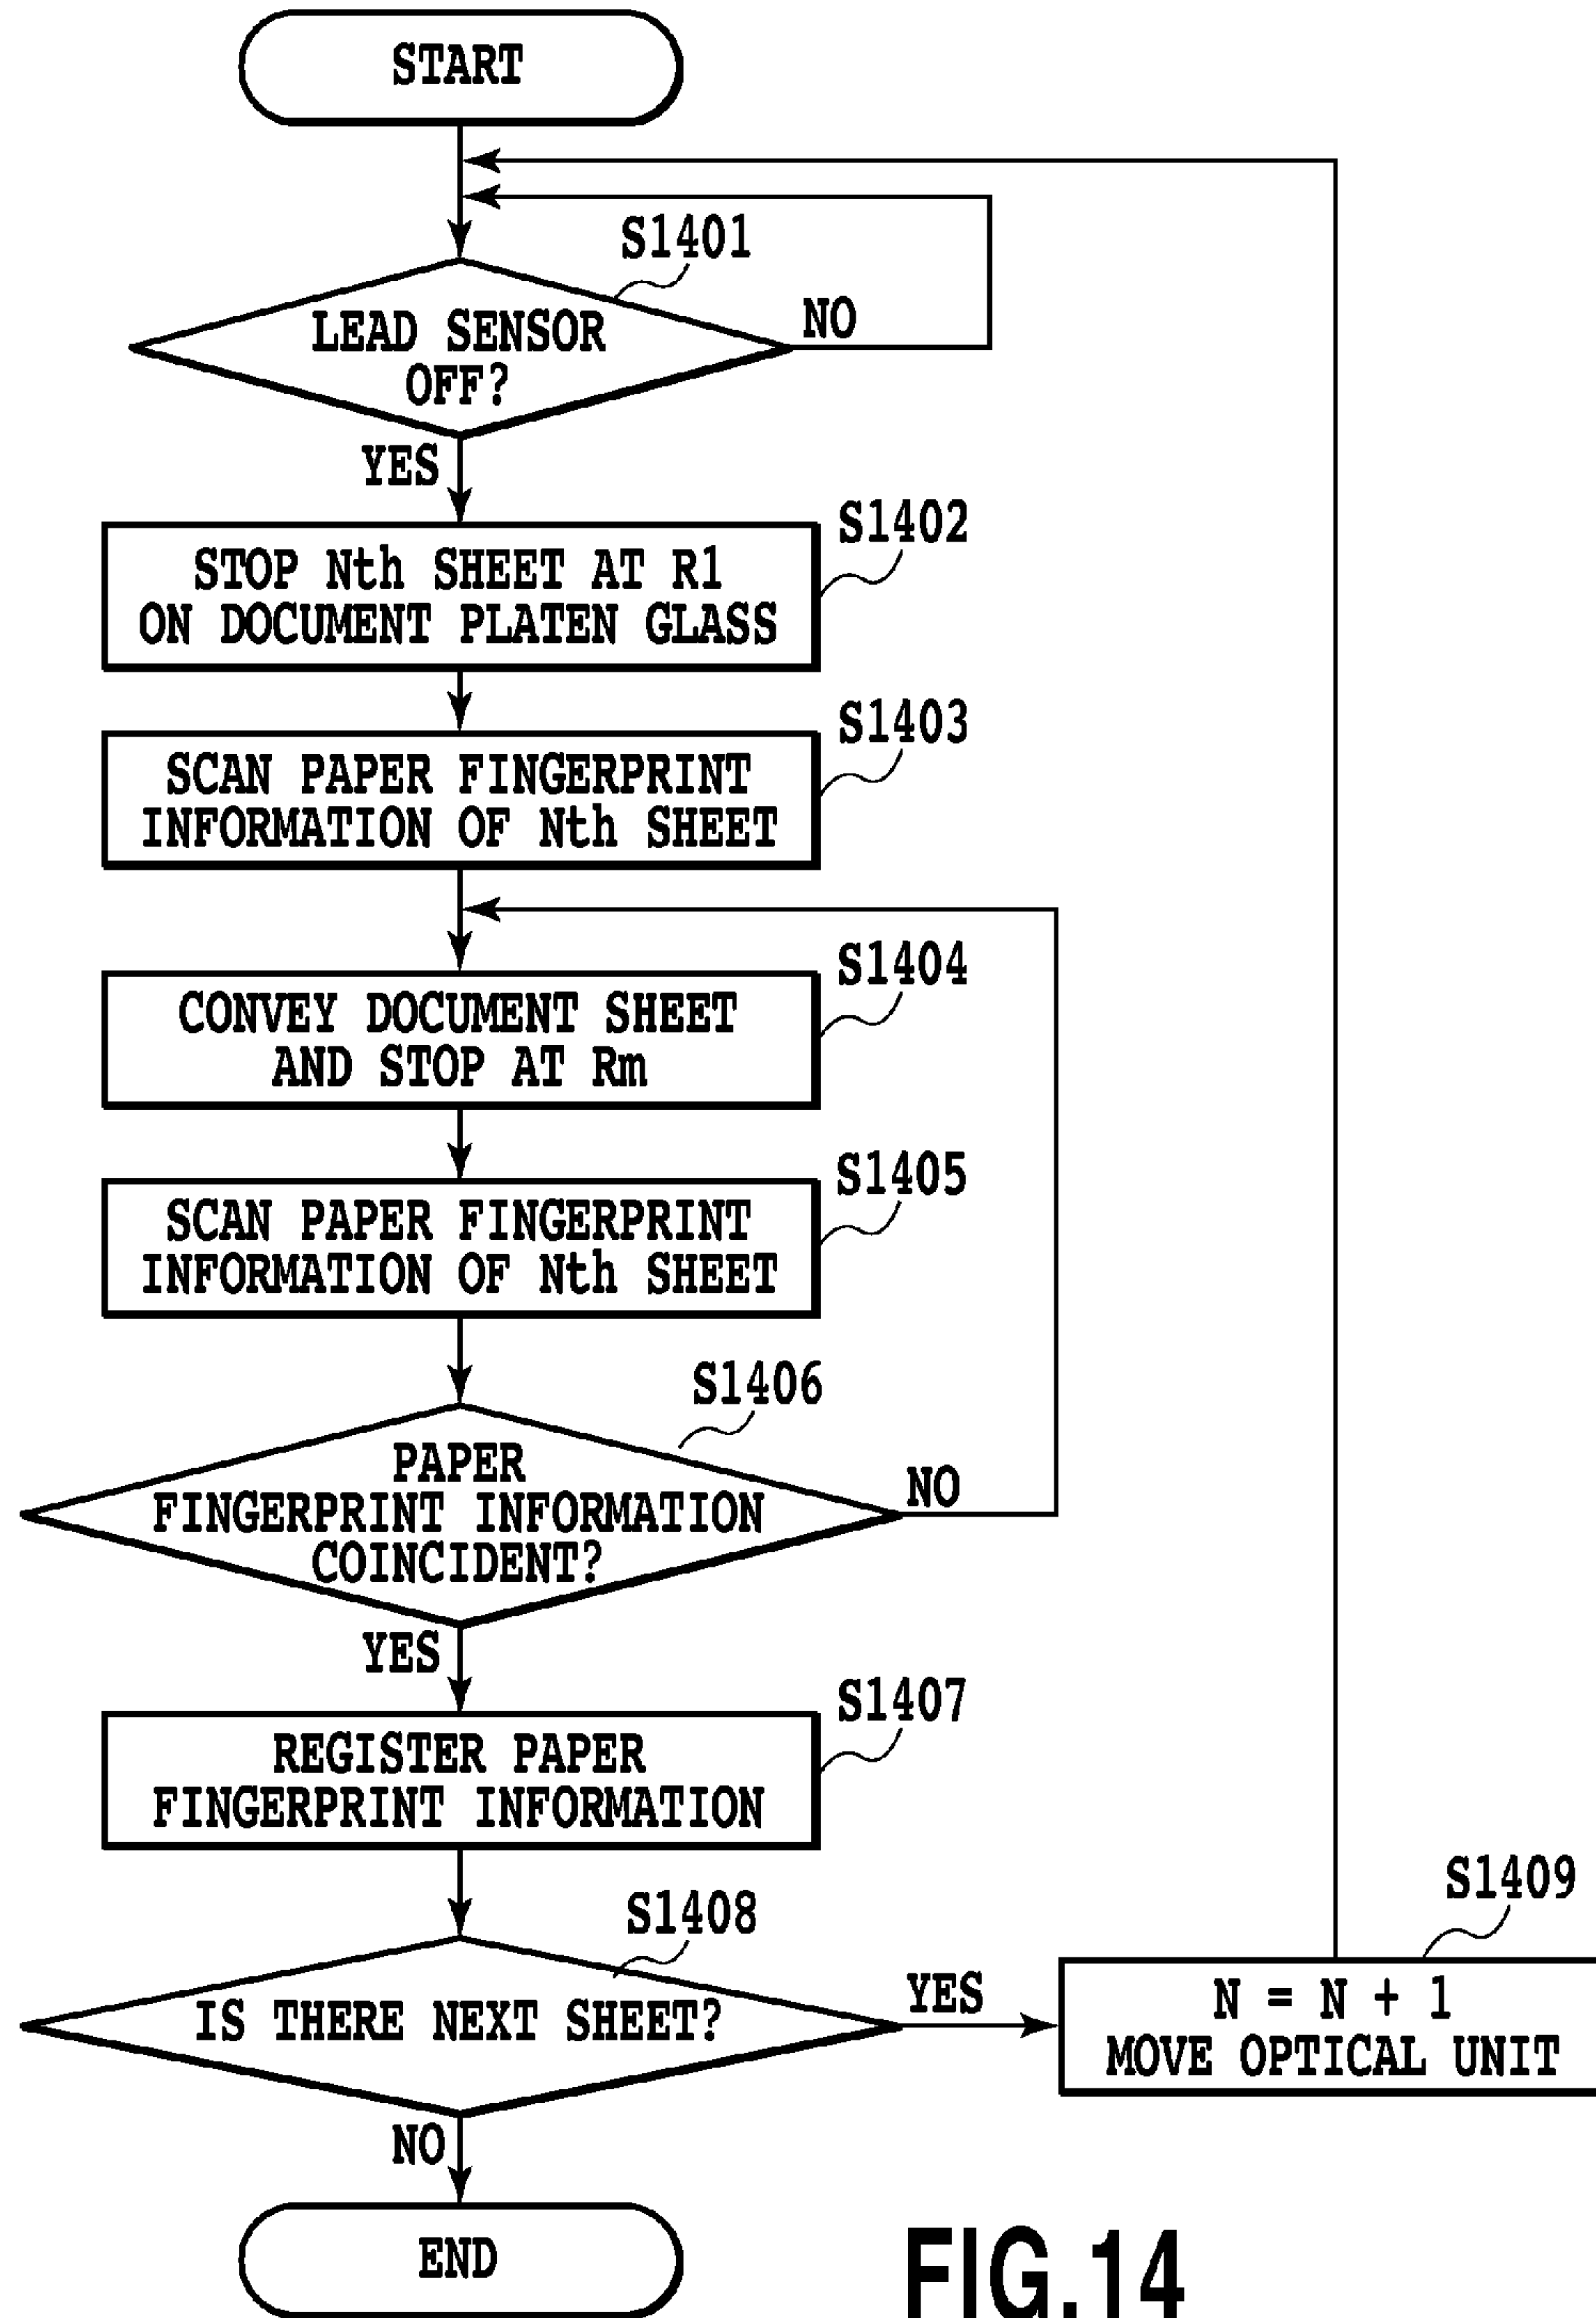 START
S1401
LEAD SENSOR
OFF?
NO
YES
S1402
STOP Nth SHEET AT R1
ON DOCUMENT PLATEN GLASS
S1403
SCAN PAPER FINGERPRINT
INFORMATION OF Nth SHEET
S1404
CONVEY DOCUMENT SHEET
AND STOP AT Rm
S1405
SCAN PAPER FINGERPRINT
INFORMATION OF Nth SHEET
S1406
PAPER
FINGERPRINT INFORMATION
COINCIDENT?
NO
YES
S1407
REGISTER PAPER
FINGERPRINT INFORMATION
S1408
IS THERE NEXT SHEET?
YES
S1409
N = N + 1
MOVE OPTICAL UNIT
NO
END
FIG.14